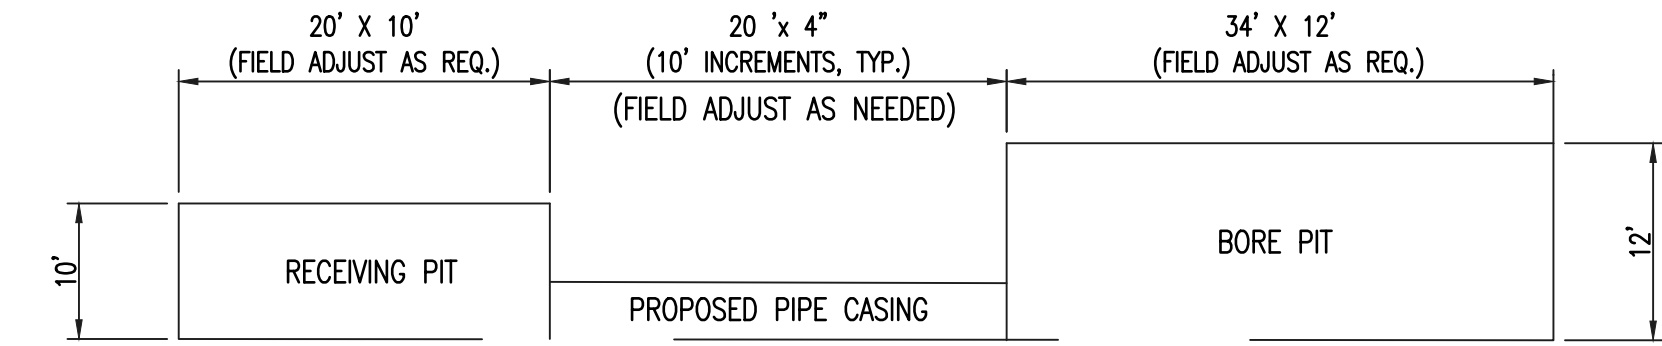 20' X 10'
(FIELD ADJUST AS REQ.)
20 'x 4"
(10' INCREMENTS, TYP.)
(FIELD ADJUST AS NEEDED)
34' X 12'
(FIELD ADJUST AS REQ.)
10'
RECEIVING PIT
PROPOSED PIPE CASING
BORE PIT
12'